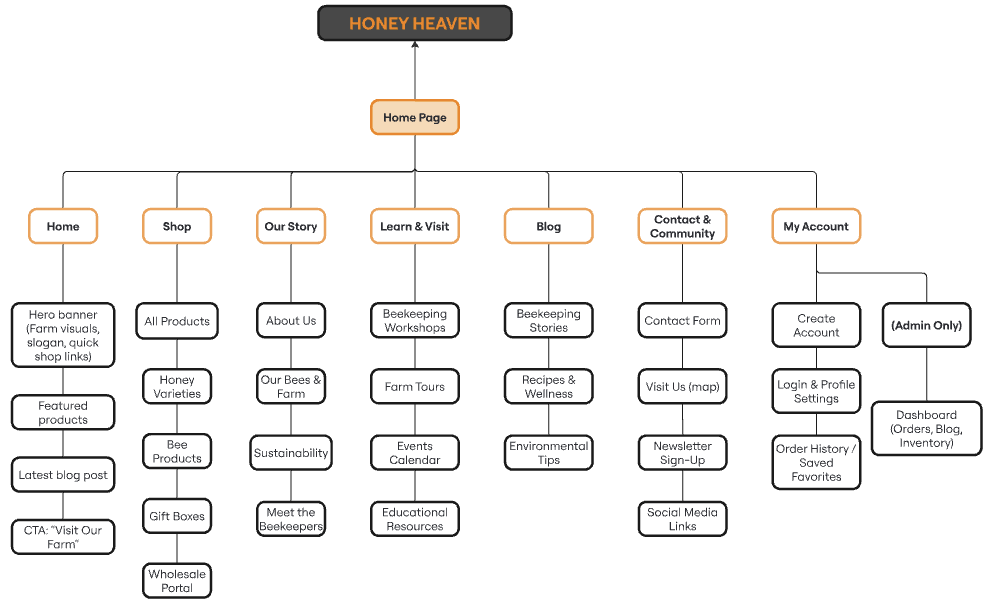 HONEY HEAVEN
Home Page
Home
Shop
Our Story
Learn & Visit
Blog
Contact &
Community
My Account
Hero banner
(Farm visuals,
slogan, quick
shop links)
Featured
products
Latest blog post
CTA: "Visit Our
Farm"
All Products
Honey
Varieties
Bee
Products
Gift Boxes
Wholesale
Portal
About Us
Our Bees &
Farm
Sustainability
Meet the
Beekeepers
Beekeeping
Workshops
Farm Tours
Events
Calendar
Educational
Resources
Beekeeping
Stories
Recipes &
Wellness
Environmental
Tips
Contact Form
Visit Us (map)
Newsletter
Sign-Up
Social Media
Links
Create
Account
Login & Profile
Settings
Order History /
Saved
Favorites
(Admin Only)
Dashboard
(Orders, Blog,
Inventory)